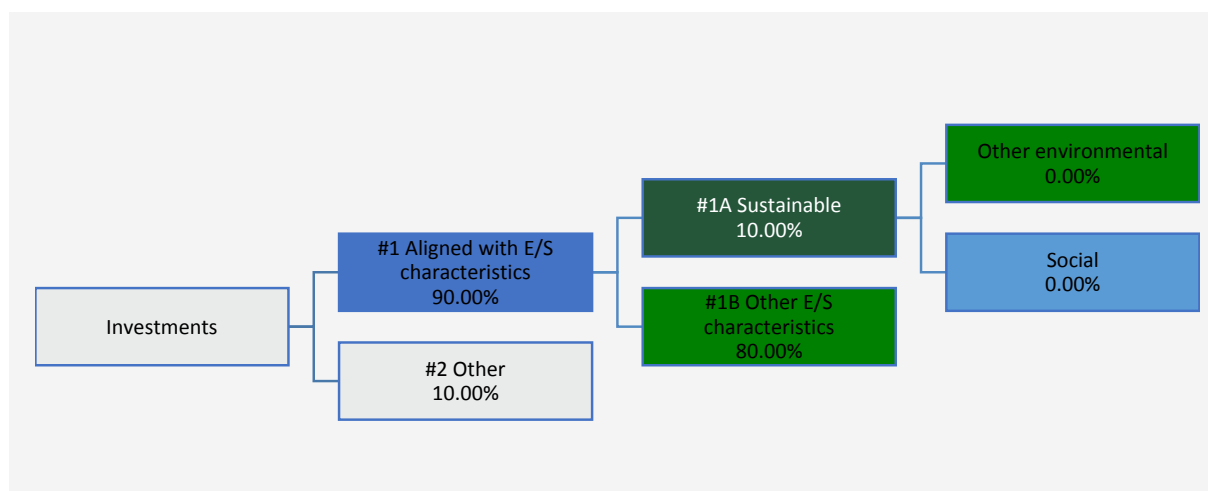 Investments
#1 Aligned with E/S
characteristics
90.00%
#2 Other
10.00%
#1A Sustainable
10.00%
#1B Other E/S
characteristics
80.00%
Other environmental
0.00%
Social
0.00%